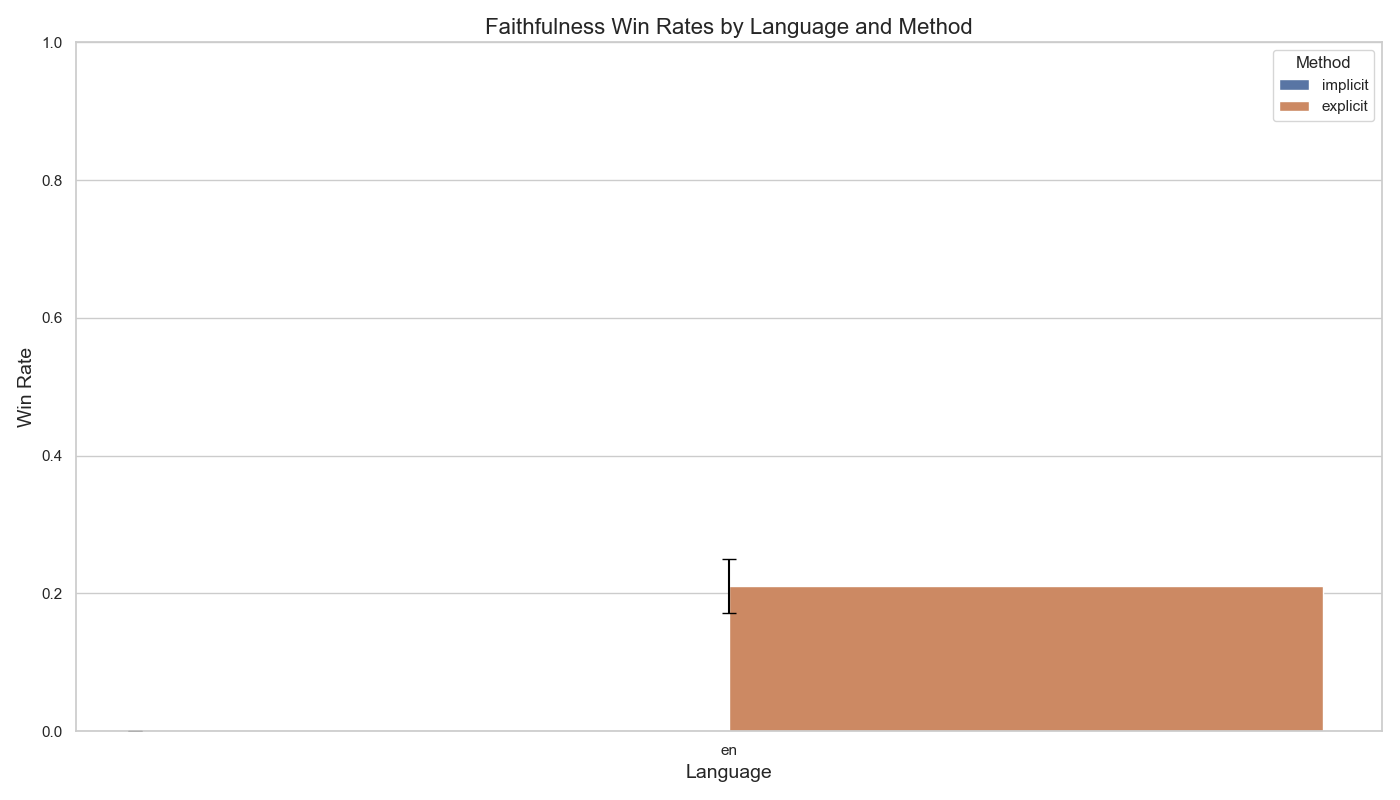 Faithfulness Win Rates by Language and Method
1.0
Method
implicit
explicit
0.8
0.6
Win Rate
0.4
0.2
0.0
en
Language